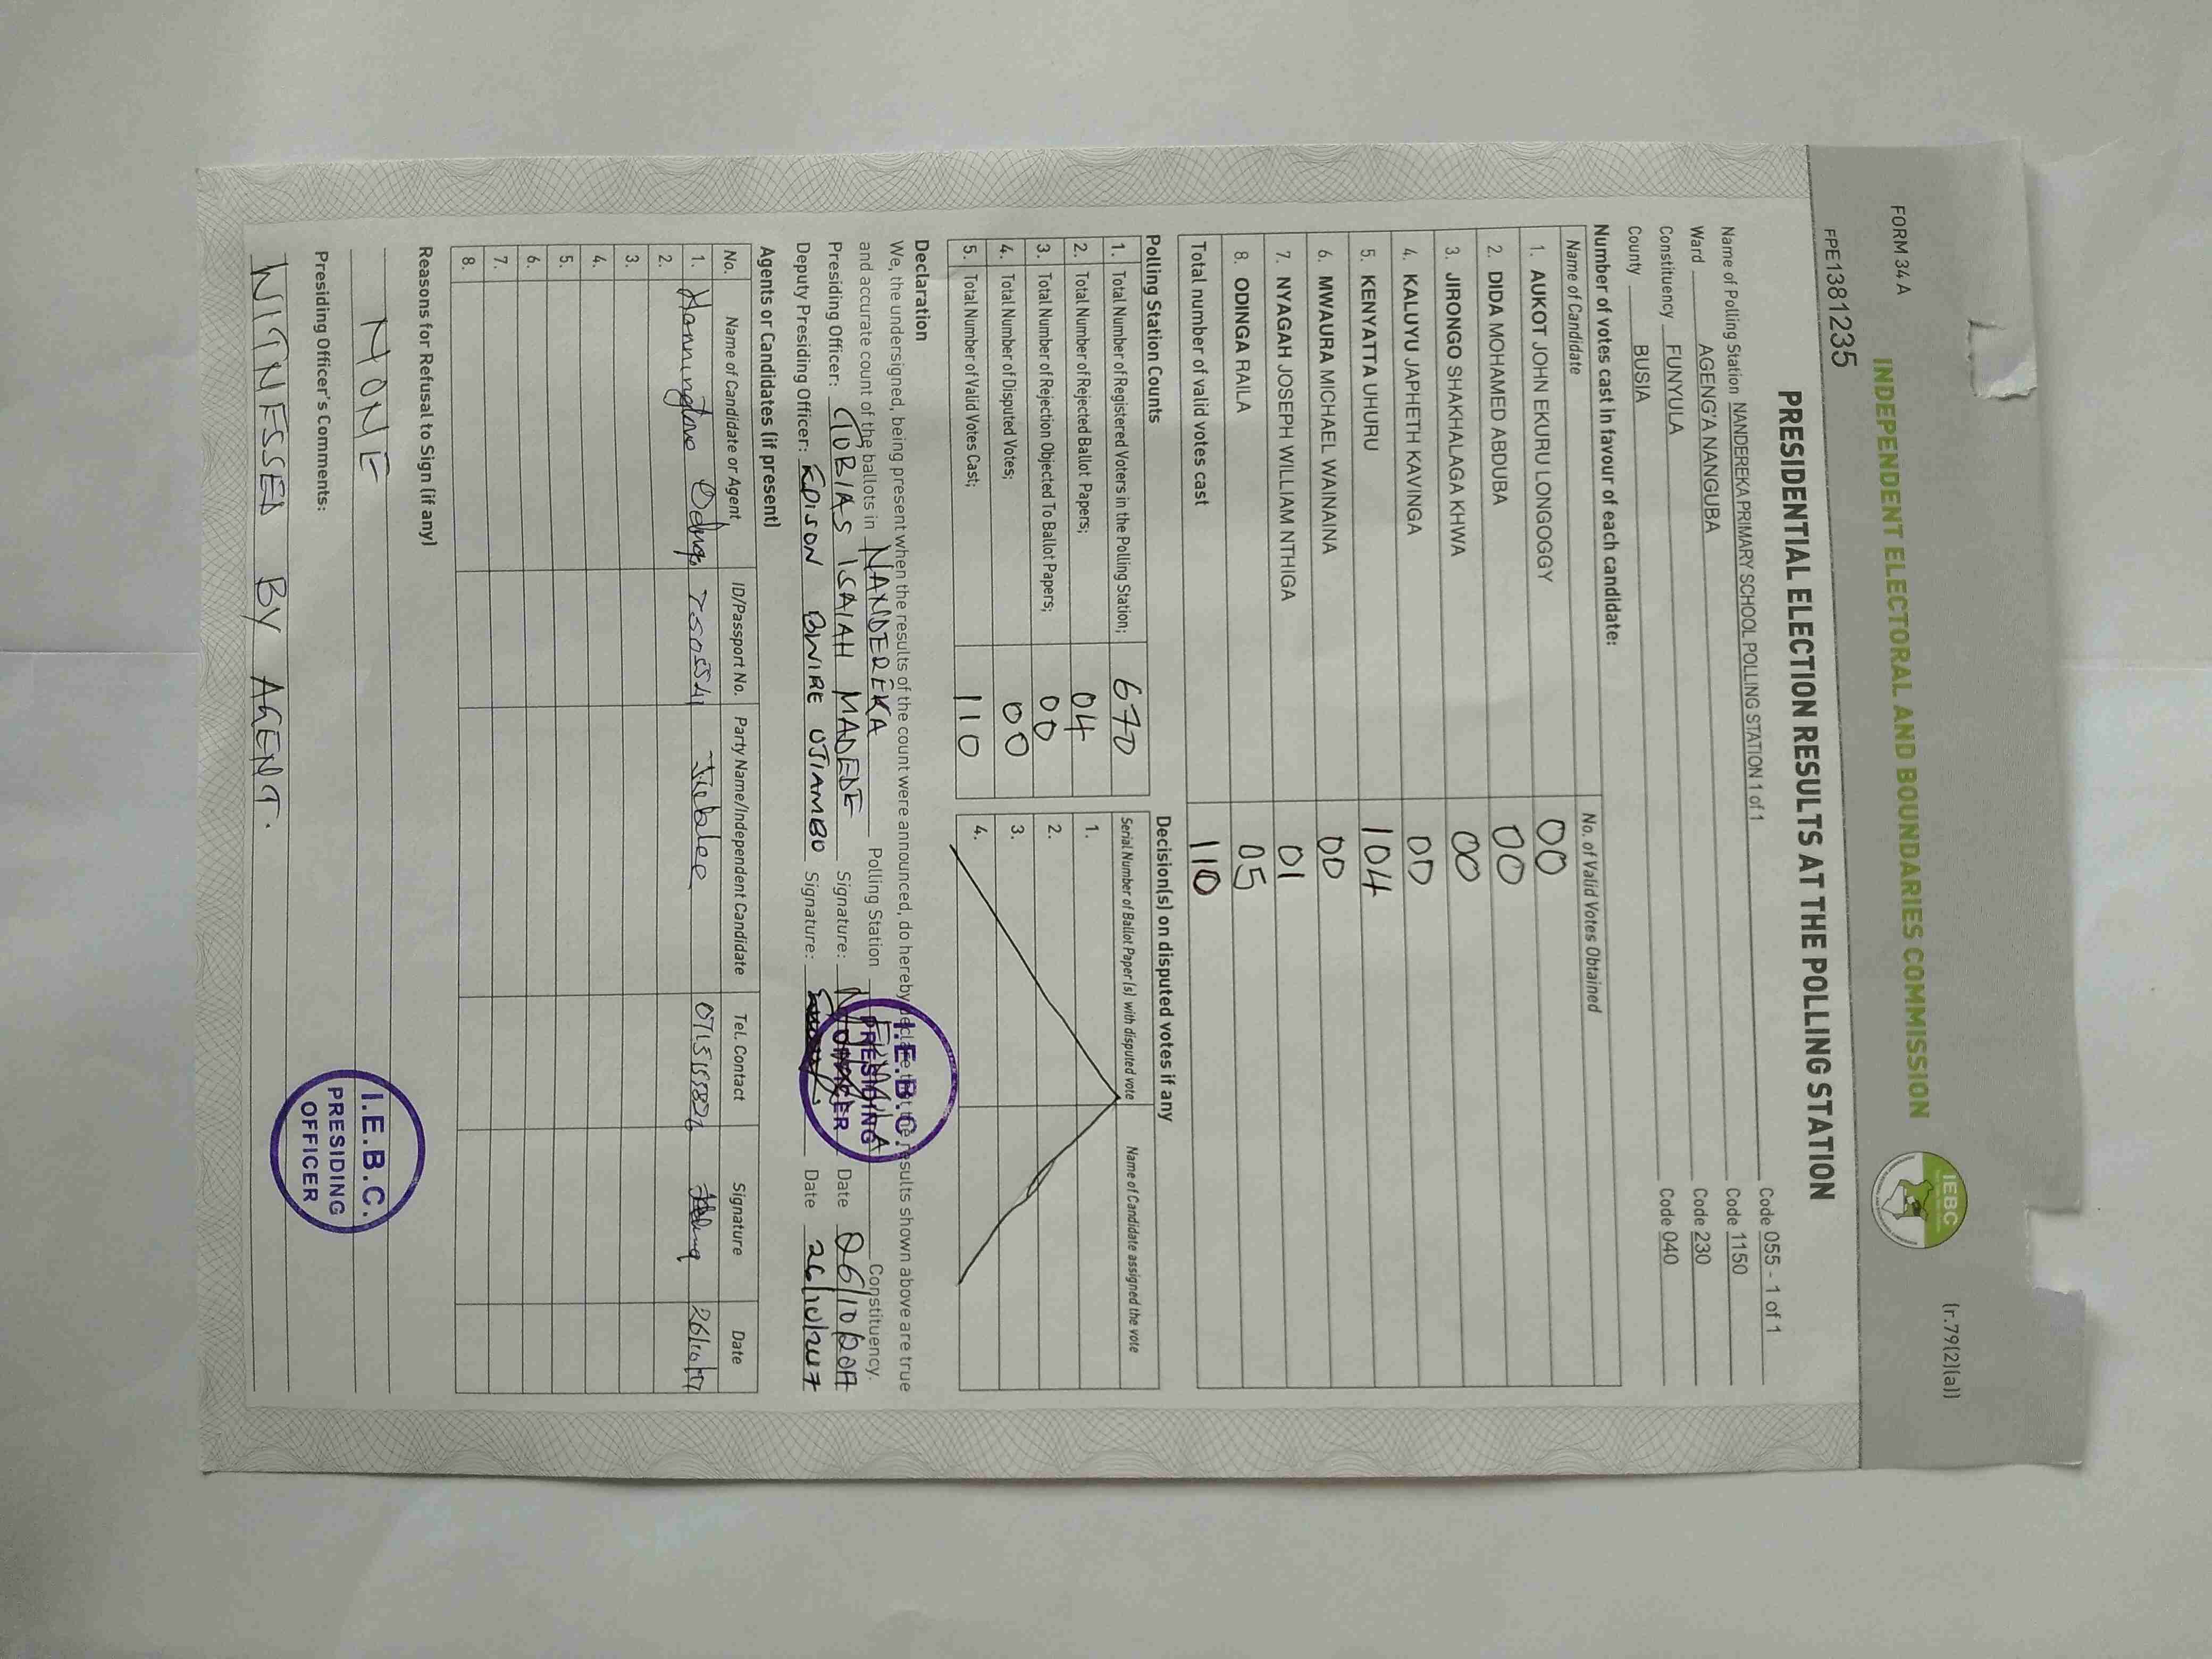 FORM 34 A
(r.79(2)(a))
INDEPENDENT ELECTORAL AND BOUNDARIES COMMISSION
IEBC
FPE1381235
PRESIDENTIAL ELECTION RESULTS AT THE POLLING STATION
Name of Polling Station NANDEREKA PRIMARY SCHOOL POLLING STATION 1 of 1 Code 055 - 1 of 1
Ward AGENG'A NANGUBA Code 1150
Constituency FUNYULA Code 230
County BUSIA Code 040
Number of votes cast in favour of each candidate:
Name of Candidate No. of Valid Votes Obtained
1. AUKOT JOHN EKURU LONGOGGY 00
2. DIDA MOHAMED ABDUBA 00
3. JIRONGO SHAKHALAGA KHWA 00
4. KALUYU JAPHETH KAVINGA 00
5. KENYATTA UHURU 104
6. MWAURA MICHAEL WAINAINA 00
7. NYAGAH JOSEPH WILLIAM NTHIGA 01
8. ODINGA RAILA 05
Total number of valid votes cast 110
Polling Station Counts
1. Total Number of Registered Voters in the Polling Station; 670
2. Total Number of Rejected Ballot Papers; 04
3. Total Number of Rejection Objected To Ballot Papers; 00
4. Total Number of Disputed Votes; 00
5. Total Number of Valid Votes Cast; 110
Decision(s) on disputed votes if any
Serial Number of Ballot Paper (s) with disputed vote Name of Candidate assigned the vote
1.
2.
3.
4.
Declaration
We, the undersigned, being present when the results of the count were announced, do hereby declare that the results shown above are true
and accurate count of the ballots in NANDEREKA Polling Station FUNYULA Constituency.
Presiding Officer: TOBIAS ISAIAH MADEDE Signature: Date 26/10/2017
Deputy Presiding Officer: EDISON BWIRE OJIAMBO Signature: Date 26/10/2017
I.E.B.C.
PRESIDING
OFFICER
Agents or Candidates (if present)
No. Name of Candidate or Agent ID/Passport No. Party Name/Independent Candidate Tel. Contact Signature Date
1. Hannington Jubilee 26/10/17
2.
3.
4.
5.
6.
7.
8.
Reasons for Refusal to Sign (if any)
NONE
Presiding Officer's Comments:
WITNESSED BY AGENT.
I.E.B.C.
PRESIDING
OFFICER